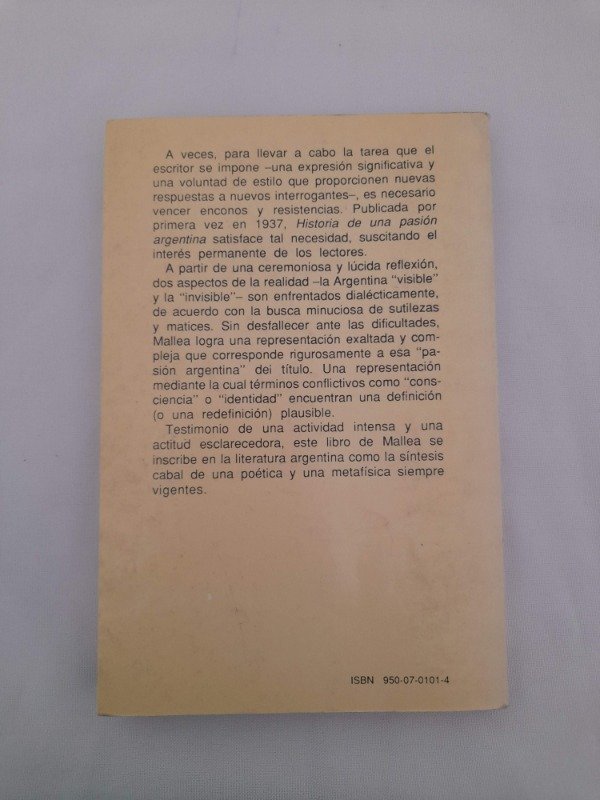 A veces, para llevar a cabo la tarea que el
escritor se impone –una expresión significativa y
una voluntad de estilo que proporcionen nuevas
respuestas a nuevos interrogantes–, es necesario
vencer enconos y resistencias. Publicada por
primera vez en 1937, Historia de una pasión
argentina satisface tal necesidad, suscitando el
interés permanente de los lectores.
A partir de una ceremoniosa y lúcida reflexión,
dos aspectos de la realidad –la Argentina “visible”
y la “invisible”– son enfrentados dialécticamente,
de acuerdo con la busca minuciosa de sutilezas
y matices. Sin desfallecer ante las dificultades,
Mallea logra una representación exaltada y com-
pleja que corresponde rigurosamente a esa “pa-
sión argentina” del título. Una representación
mediante la cual términos conflictivos como “cons-
ciencia” o “identidad” encuentran una definición
(o una redefinición) plausible.
Testimonio de una actividad intensa y una
actitud esclarecedora, este libro de Mallea se
inscribe en la literatura argentina como la síntesis
cabal de una poética y una metafísica siempre
vigentes.
ISBN 950-07-0101-4